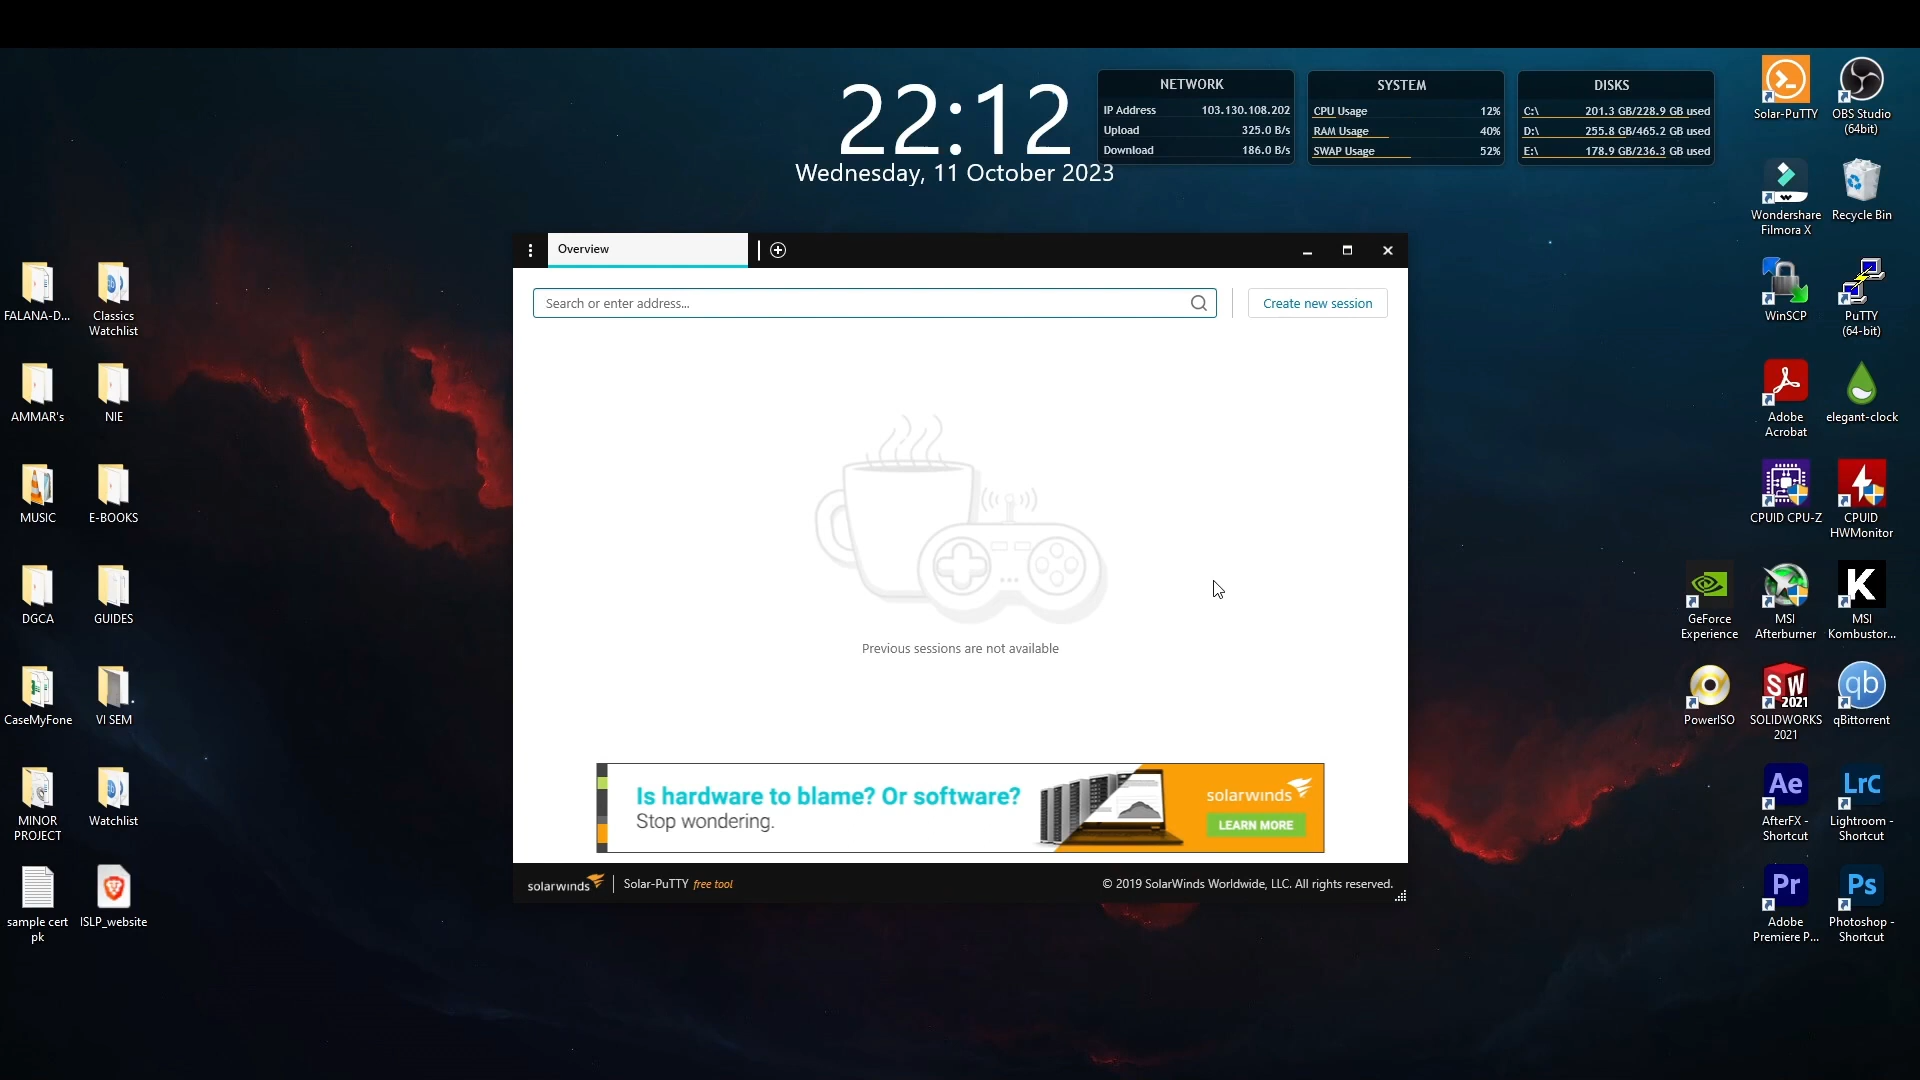 22:12
Wednesday, 11 October 2023
NETWORK
IP Address 103.130.108.202
Upload 325.0 B/s
Download 186.0 B/s
SYSTEM
CPU Usage 12%
RAM Usage 40%
SWAP Usage 52%
DISKS
C:\ 201.3 GB/228.9 GB used
D:\ 255.8 GB/465.2 GB used
E:\ 178.9 GB/236.3 GB used
Overview
Search or enter address...
Create new session
Previous sessions are not available
Is hardware to blame? Or software?
Stop wondering.
solarwinds
LEARN MORE
solarwinds
Solar-PuTTY free tool
© 2019 SolarWinds Worldwide, LLC. All rights reserved.
FALANA-D...
Classics
Watchlist
AMMAR's
NIE
MUSIC
E-BOOKS
DGCA
GUIDES
CaseMyFone
VI SEM
MINOR
PROJECT
Watchlist
sample cert
pk
ISLP_website
Solar-PuTTY
OBS Studio
(64bit)
Wondershare
Filmora X
Recycle Bin
WinSCP
PuTTY
(64-bit)
Adobe
Acrobat
elegant-clock
CPUID CPU-Z
CPUID
HWMonitor
GeForce
Experience
MSI
Afterburner
K
MSI
Kombustor...
PowerISO
SW
2021
SOLIDWORKS
2021
qb
qBittorrent
Ae
AfterFX -
Shortcut
LrC
Lightroom -
Shortcut
Pr
Adobe
Premiere P...
Ps
Photoshop -
Shortcut